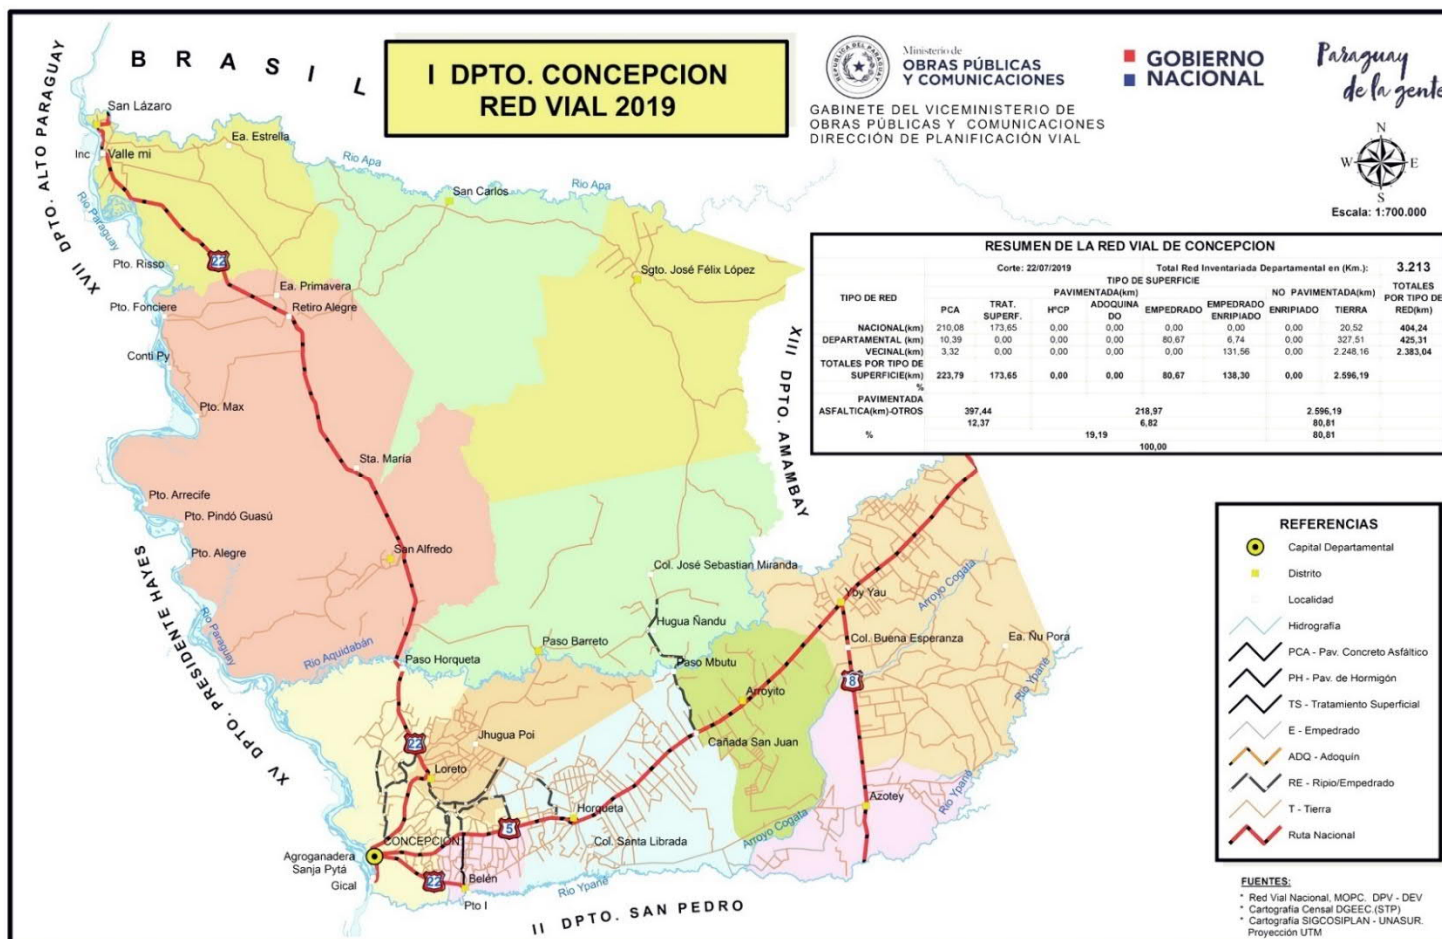 BRASIL
I DPTO. CONCEPCION
RED VIAL 2019
REPUBLICA DEL PARAGUAY
Ministerio de
OBRAS PÚBLICAS
Y COMUNICACIONES
GOBIERNO
NACIONAL
Paraguay
de la gente
GABINETE DEL VICEMINISTERIO DE
OBRAS PÚBLICAS Y COMUNICACIONES
DIRECCIÓN DE PLANIFICACIÓN VIAL
N
W E
S
Escala: 1:700.000
RESUMEN DE LA RED VIAL DE CONCEPCION
Corte: 22/07/2019 Total Red Inventariada Departamental en (Km.): 3.213
TIPO DE RED
TIPO DE SUPERFICIE
TOTALES
POR TIPO DE
RED(km)
PAVIMENTADA(km) NO PAVIMENTADA(km)
PCA TRAT. SUPERF. HºCP ADOQUINA DO EMPEDRADO EMPEDRADO ENRIPIADO ENRIPIADO TIERRA
NACIONAL(km) 210,08 173,65 0,00 0,00 0,00 0,00 0,00 20,52 404,24
DEPARTAMENTAL (km) 10,39 0,00 0,00 0,00 80,67 6,74 0,00 327,51 425,31
VECINAL(km) 3,32 0,00 0,00 0,00 0,00 131,56 0,00 2.248,16 2.383,04
TOTALES POR TIPO DE
SUPERFICIE(km) 223,79 173,65 0,00 0,00 80,67 138,30 0,00 2.596,19
%
PAVIMENTADA
ASFALTICA(km)-OTROS 397,44 218,97 2.596,19
12,37 6,82 80,81
% 19,19 80,81
100,00
XVII DPTO. ALTO PARAGUAY
San Lázaro
Inc
Valle mi
Ea. Estrella
Rio Apa
Rio Apa
San Carlos
Rio Paraguay
Pto. Risso
22
Sgto. José Félix López
Ea. Primavera
Pto. Fonciere
Retiro Alegre
Conti Py
Pto. Max
XIII DPTO. AMAMBAY
Sta. María
Pto. Arrecife
Pto. Pindó Guasú
Pto. Alegre
San Alfredo
Col. José Sebastian Miranda
XV DPTO. PRESIDENTE HAYES
Rio Paraguay
Rio Aquidabán
Yby Yau
Arroyo Cogata
Hugua Ñandu
Paso Barreto
Col. Buena Esperanza
Ea. Ñu Pora
Paso Horqueta
Paso Mbutu
8
Rio Ypané
Arroyito
22
Jhugua Poi
Cañada San Juan
Loreto
Azotey
Rio Ypané
Horqueta
5
CONCEPCIÓN
Col. Santa Librada
Arroyo Cogata
Agroganadera
Sanja Pytá
Gical
22
Belén
Pto I
Rio Ypané
II DPTO. SAN PEDRO
REFERENCIAS
Capital Departamental
Distrito
Localidad
Hidrografía
PCA - Pav. Concreto Asfáltico
PH - Pav. de Hormigón
TS - Tratamiento Superficial
E - Empedrado
ADQ - Adoquín
RE - Ripio/Empedrado
T - Tierra
Ruta Nacional
FUENTES:
* Red Vial Nacional, MOPC. DPV - DEV
* Cartografía Censal DGEEC.(STP)
* Cartografía SIGCOSIPLAN - UNASUR.
Proyección UTM